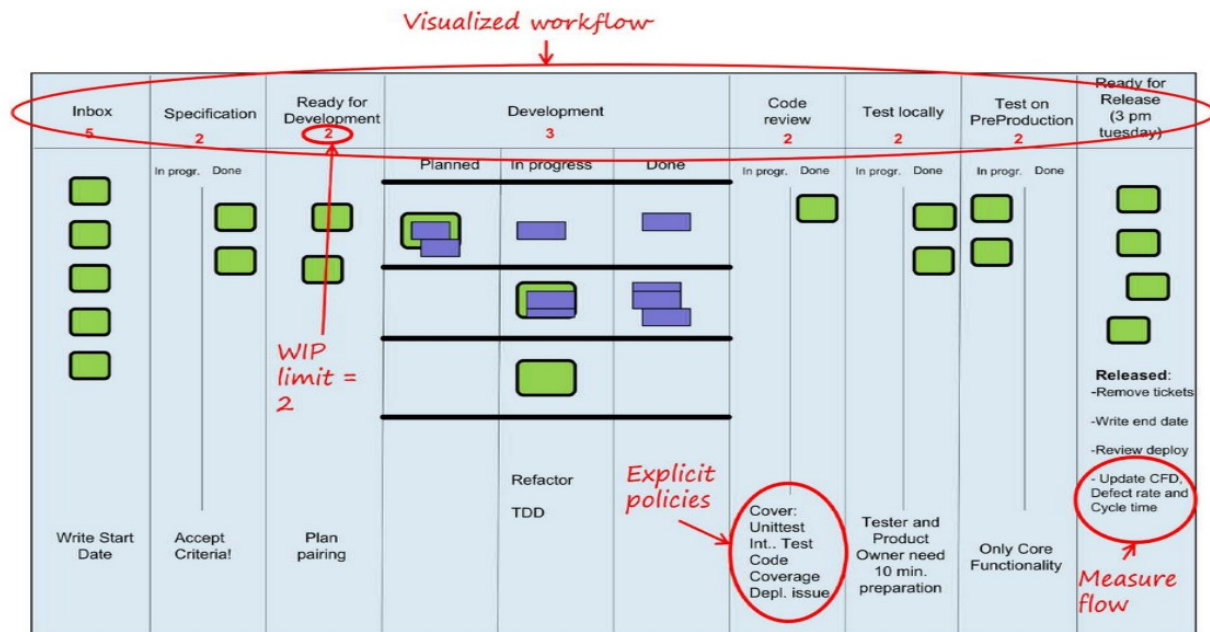 Visualized workflow
Inbox
5
Specification
2
Ready for
Development
2
Development
3
Code
review
2
Test locally
2
Test on
PreProduction
2
Ready for
Release
(3 pm
tuesday)
In progr. Done
Planned
In progress
Done
In progr. Done
In progr. Done
In progr. Done
WIP
limit =
2
Released:
-Remove tickets
-Write end date
-Review deploy
- Update CFD,
Defect rate and
Cycle time
Refactor
TDD
Explicit
policies
Write Start
Date
Accept
Criteria!
Plan
pairing
Cover:
Unittest
Int.. Test
Code
Coverage
Depl. issue
Tester and
Product
Owner need
10 min.
preparation
Only Core
Functionality
Measure
flow